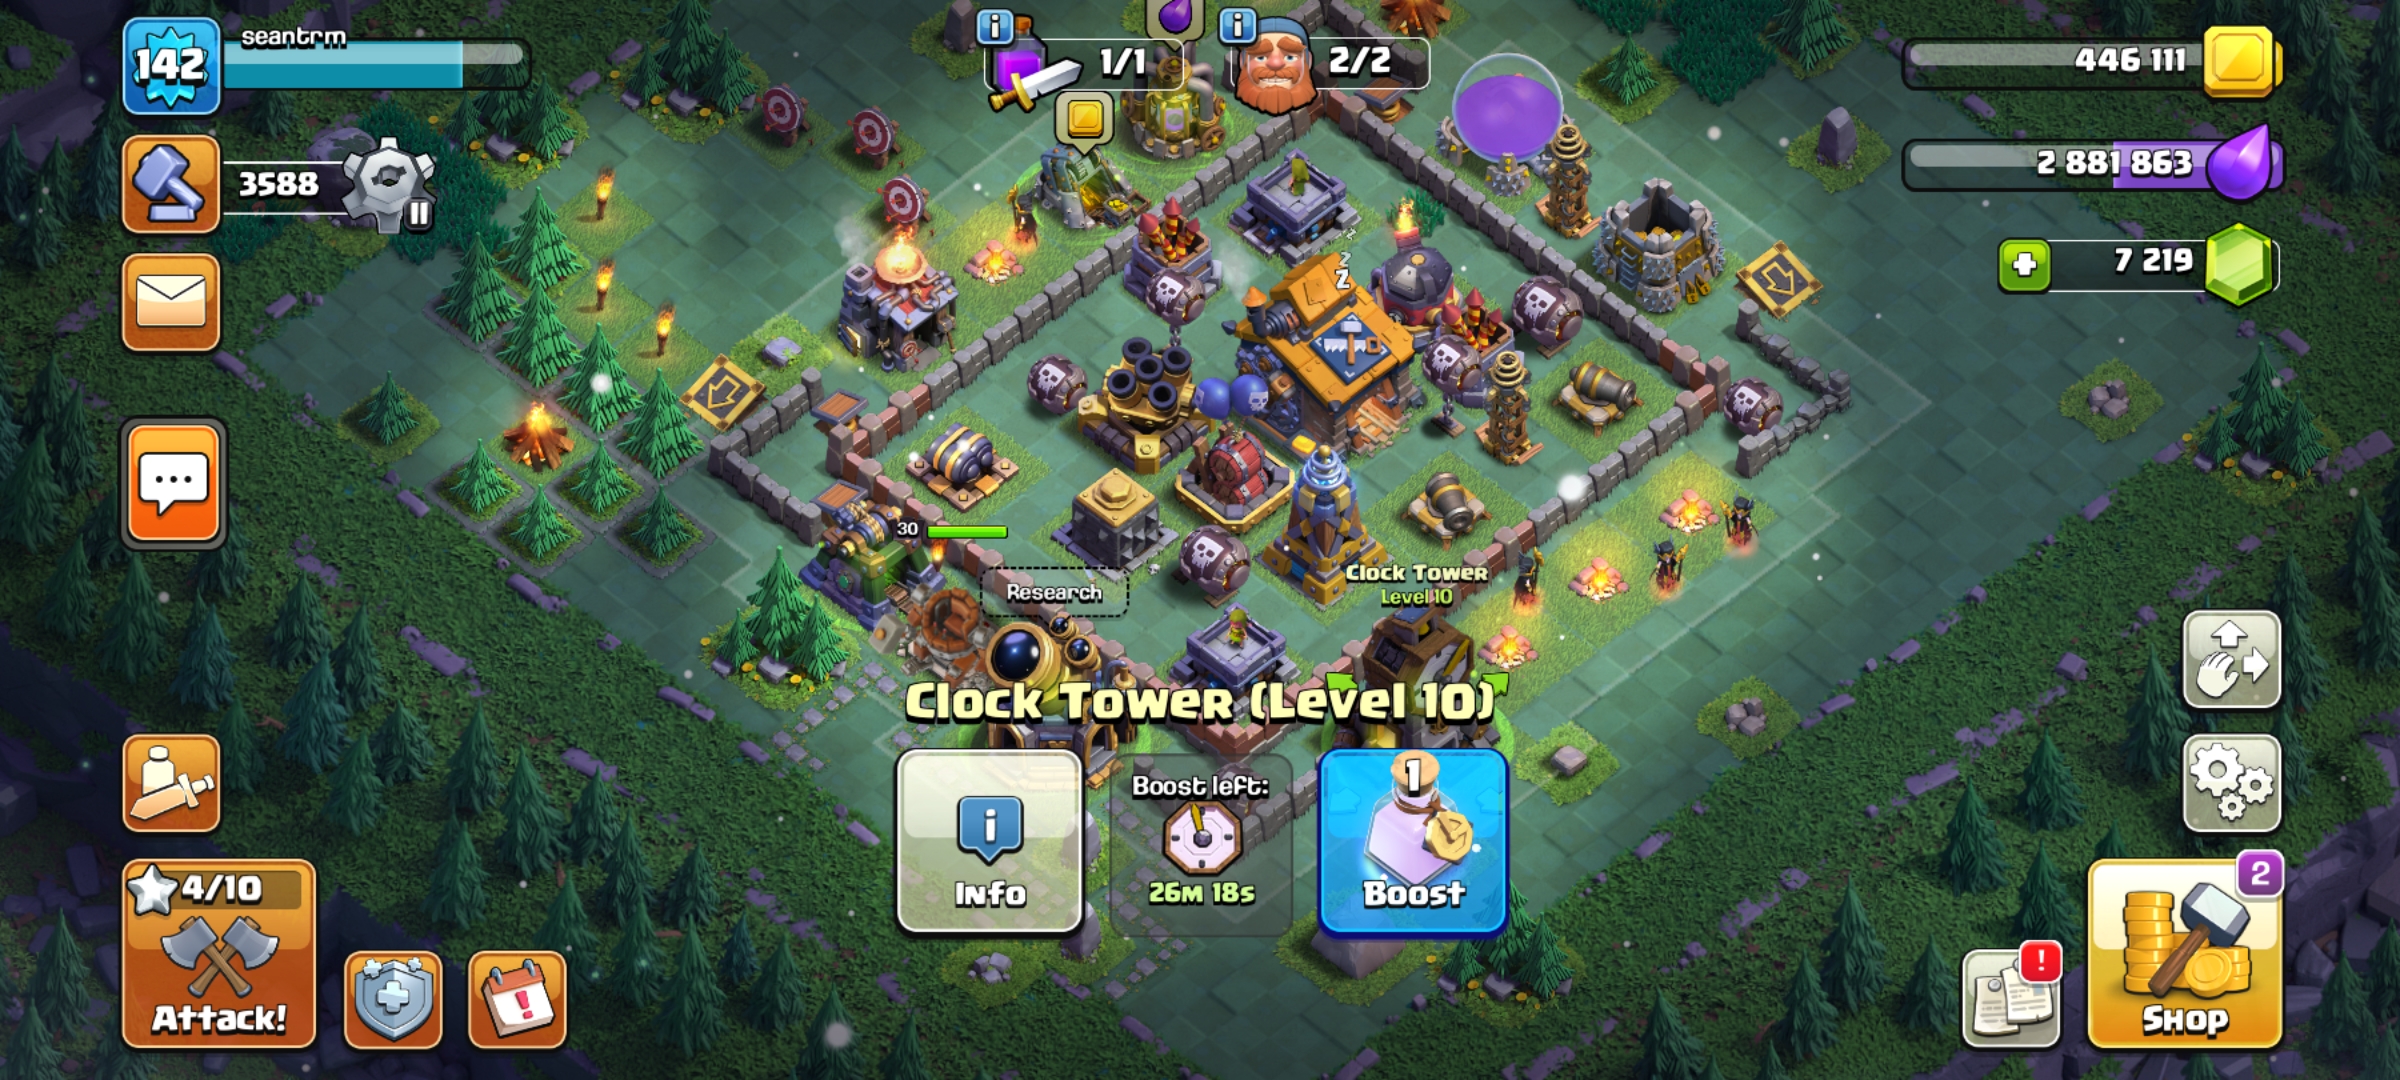 142
seantrm
1/1
2/2
446 111
3588
2 881 863
7 219
z
Z
30
Research
Clock Tower
Level 10
Clock Tower (Level 10)
Info
Boost left:
26m 18s
1
Boost
4/10
Attack!
2
!
Shop